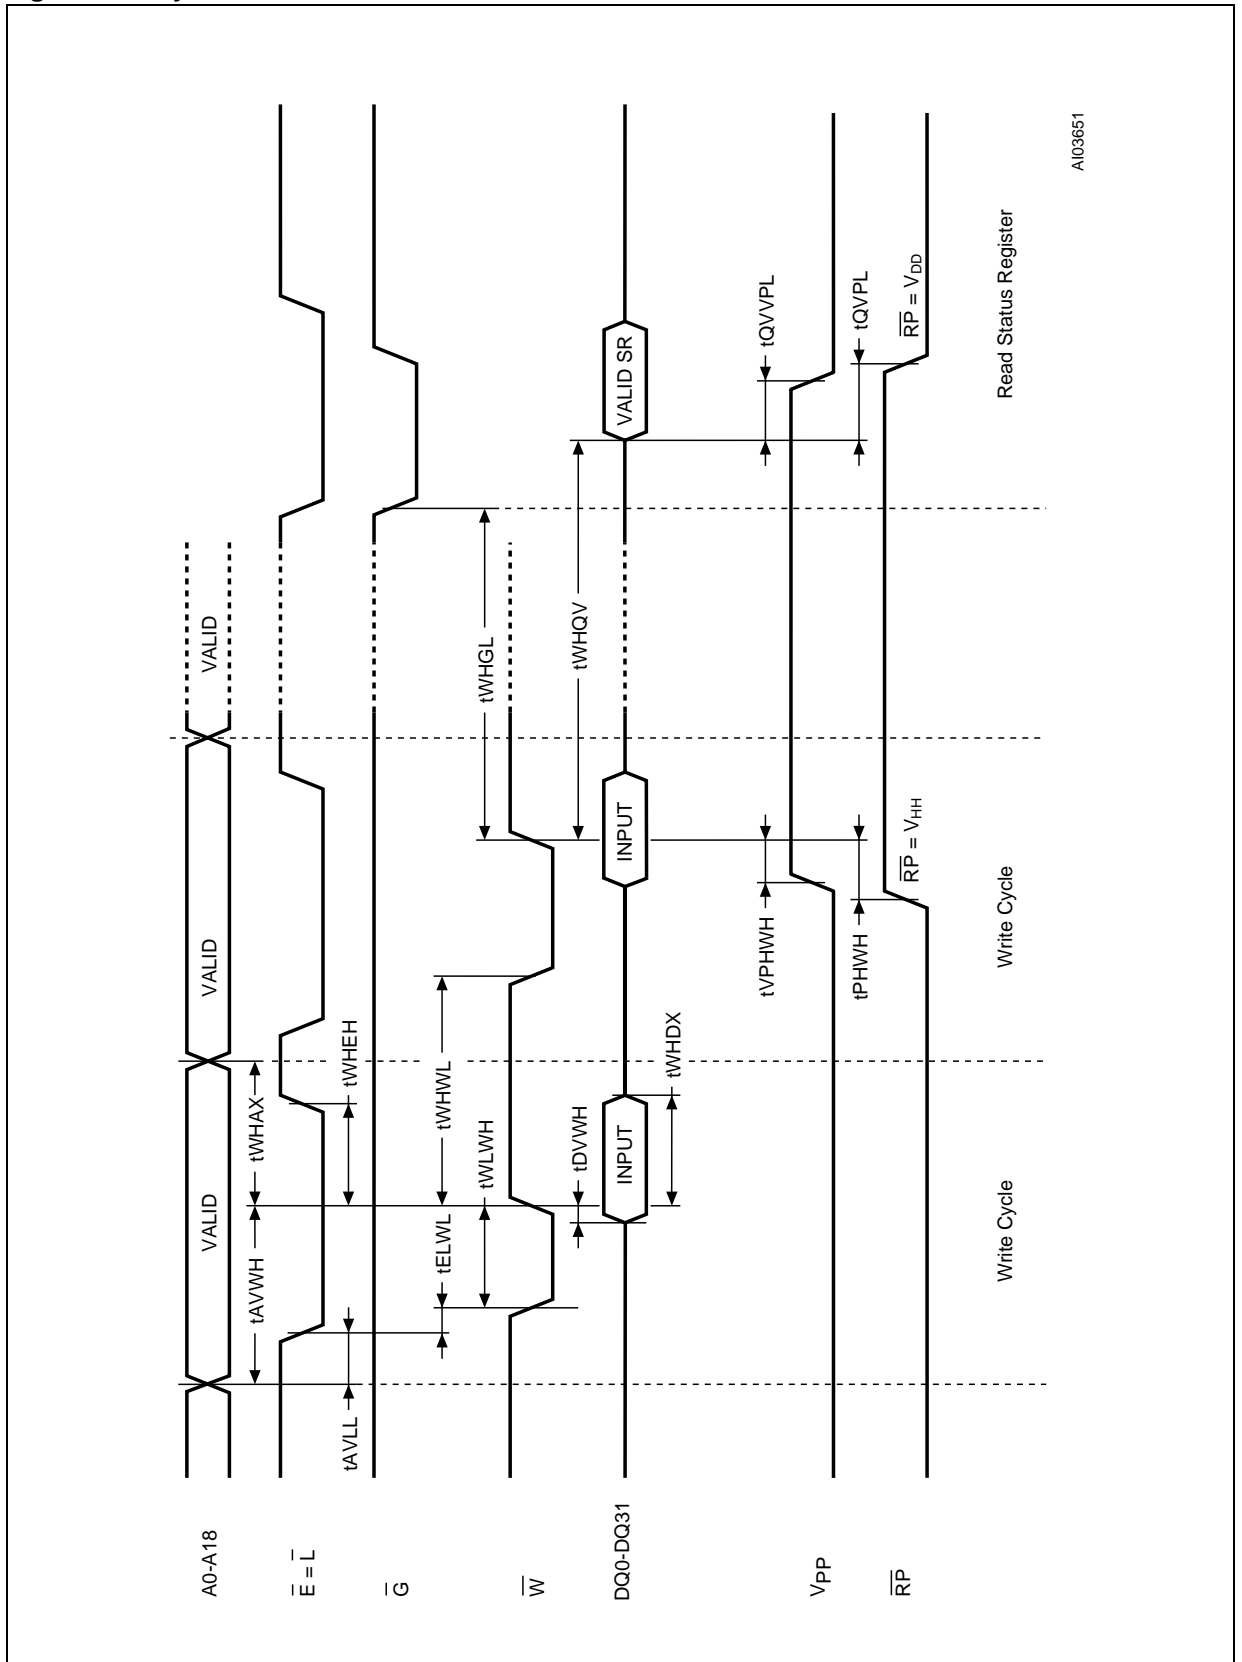 A0-A18
VALID
VALID
VALID
tAVWH
tWHAX
E = L
tAVLL
tWHEH
G
tELWL
tWHWL
tWLWH
tWHGL
W
tDVWH
tWHQV
DQ0-DQ31
INPUT
INPUT
VALID SR
tWHDX
tVPHWH
tQVVPL
VPP
tPHWH
tQVPL
RP
RP = VHH
RP = VDD
Write Cycle
Write Cycle
Read Status Register
AI03651